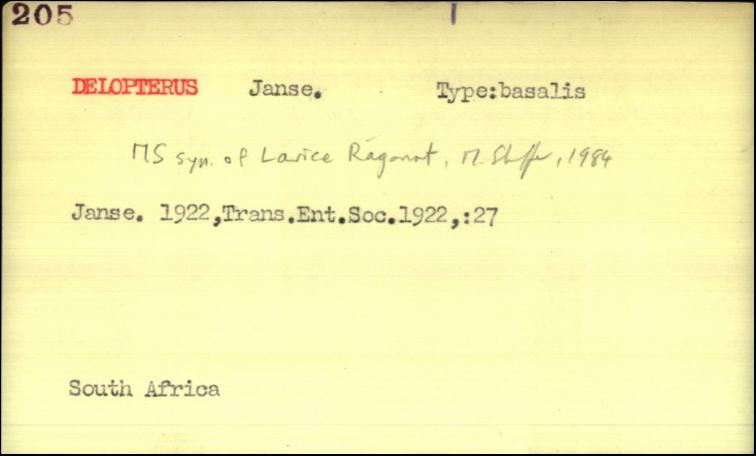 205
DELOPTERUS Janse. Type:basalis
MS syn. of Larice Ragonot, M. Shaffer, 1984
Janse. 1922,Trans.Ent.Soc.1922,:27
South Africa